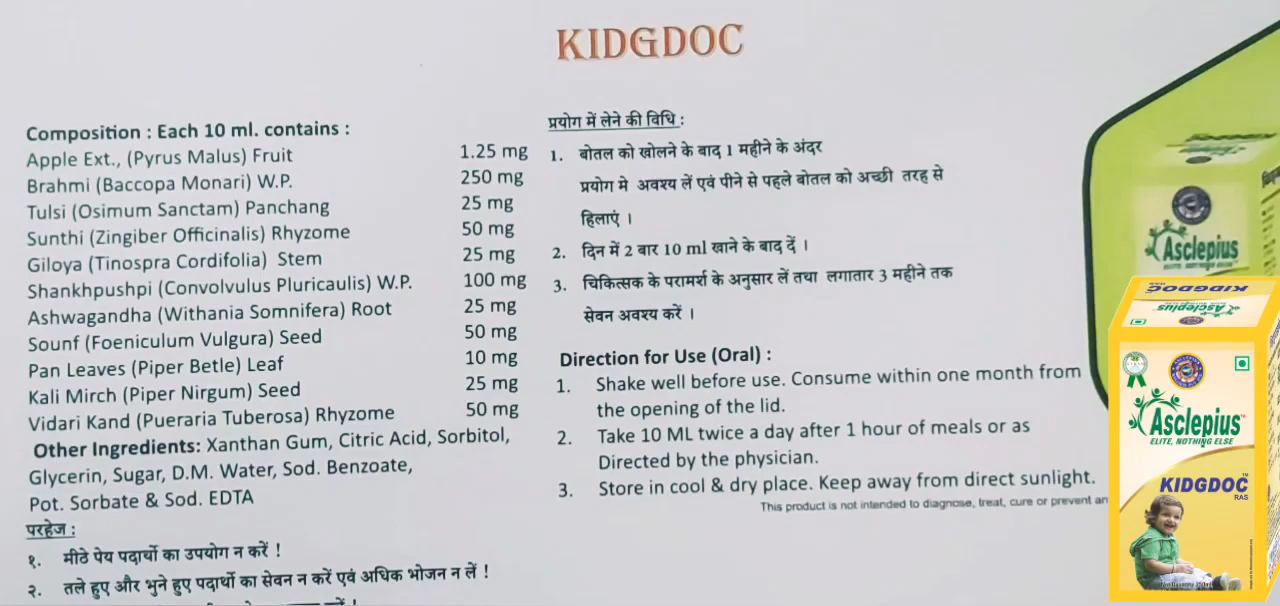 KIDGDOC
Composition : Each 10 ml. contains :
Apple Ext., (Pyrus Malus) Fruit 1.25 mg
Brahmi (Baccopa Monari) W.P. 250 mg
Tulsi (Osimum Sanctam) Panchang 25 mg
Sunthi (Zingiber Officinalis) Rhyzome 50 mg
Giloya (Tinospra Cordifolia) Stem 25 mg
Shankhpushpi (Convolvulus Pluricaulis) W.P. 100 mg
Ashwagandha (Withania Somnifera) Root 25 mg
Sounf (Foeniculum Vulgura) Seed 50 mg
Pan Leaves (Piper Betle) Leaf 10 mg
Kali Mirch (Piper Nirgum) Seed 25 mg
Vidari Kand (Pueraria Tuberosa) Rhyzome 50 mg
Other Ingredients: Xanthan Gum, Citric Acid, Sorbitol,
Glycerin, Sugar, D.M. Water, Sod. Benzoate,
Pot. Sorbate & Sod. EDTA
परहेज :
१. मीठे पेय पदार्थो का उपयोग न करें !
२. तले हुए और भुने हुए पदार्थो का सेवन न करें एवं अधिक भोजन न लें !
प्रयोग में लेने की विधि :
1. बोतल को खोलने के बाद 1 महीने के अंदर
प्रयोग मे अवश्य लें एवं पीने से पहले बोतल को अच्छी तरह से
हिलाएं ।
2. दिन में 2 बार 10 ml खाने के बाद दें ।
3. चिकित्सक के परामर्श के अनुसार लें तथा लगातार 3 महीने तक
सेवन अवश्य करें ।
Direction for Use (Oral) :
1. Shake well before use. Consume within one month from
the opening of the lid.
2. Take 10 ML twice a day after 1 hour of meals or as
Directed by the physician.
3. Store in cool & dry place. Keep away from direct sunlight.
This product is not intended to diagnose, treat, cure or prevent an
Asclepius
ELITE, NOTHING ELSE
KIDGDOC
RAS
Asclepius
Asclepius™
ELITE, NOTHING ELSE
KIDGDOC™
RAS